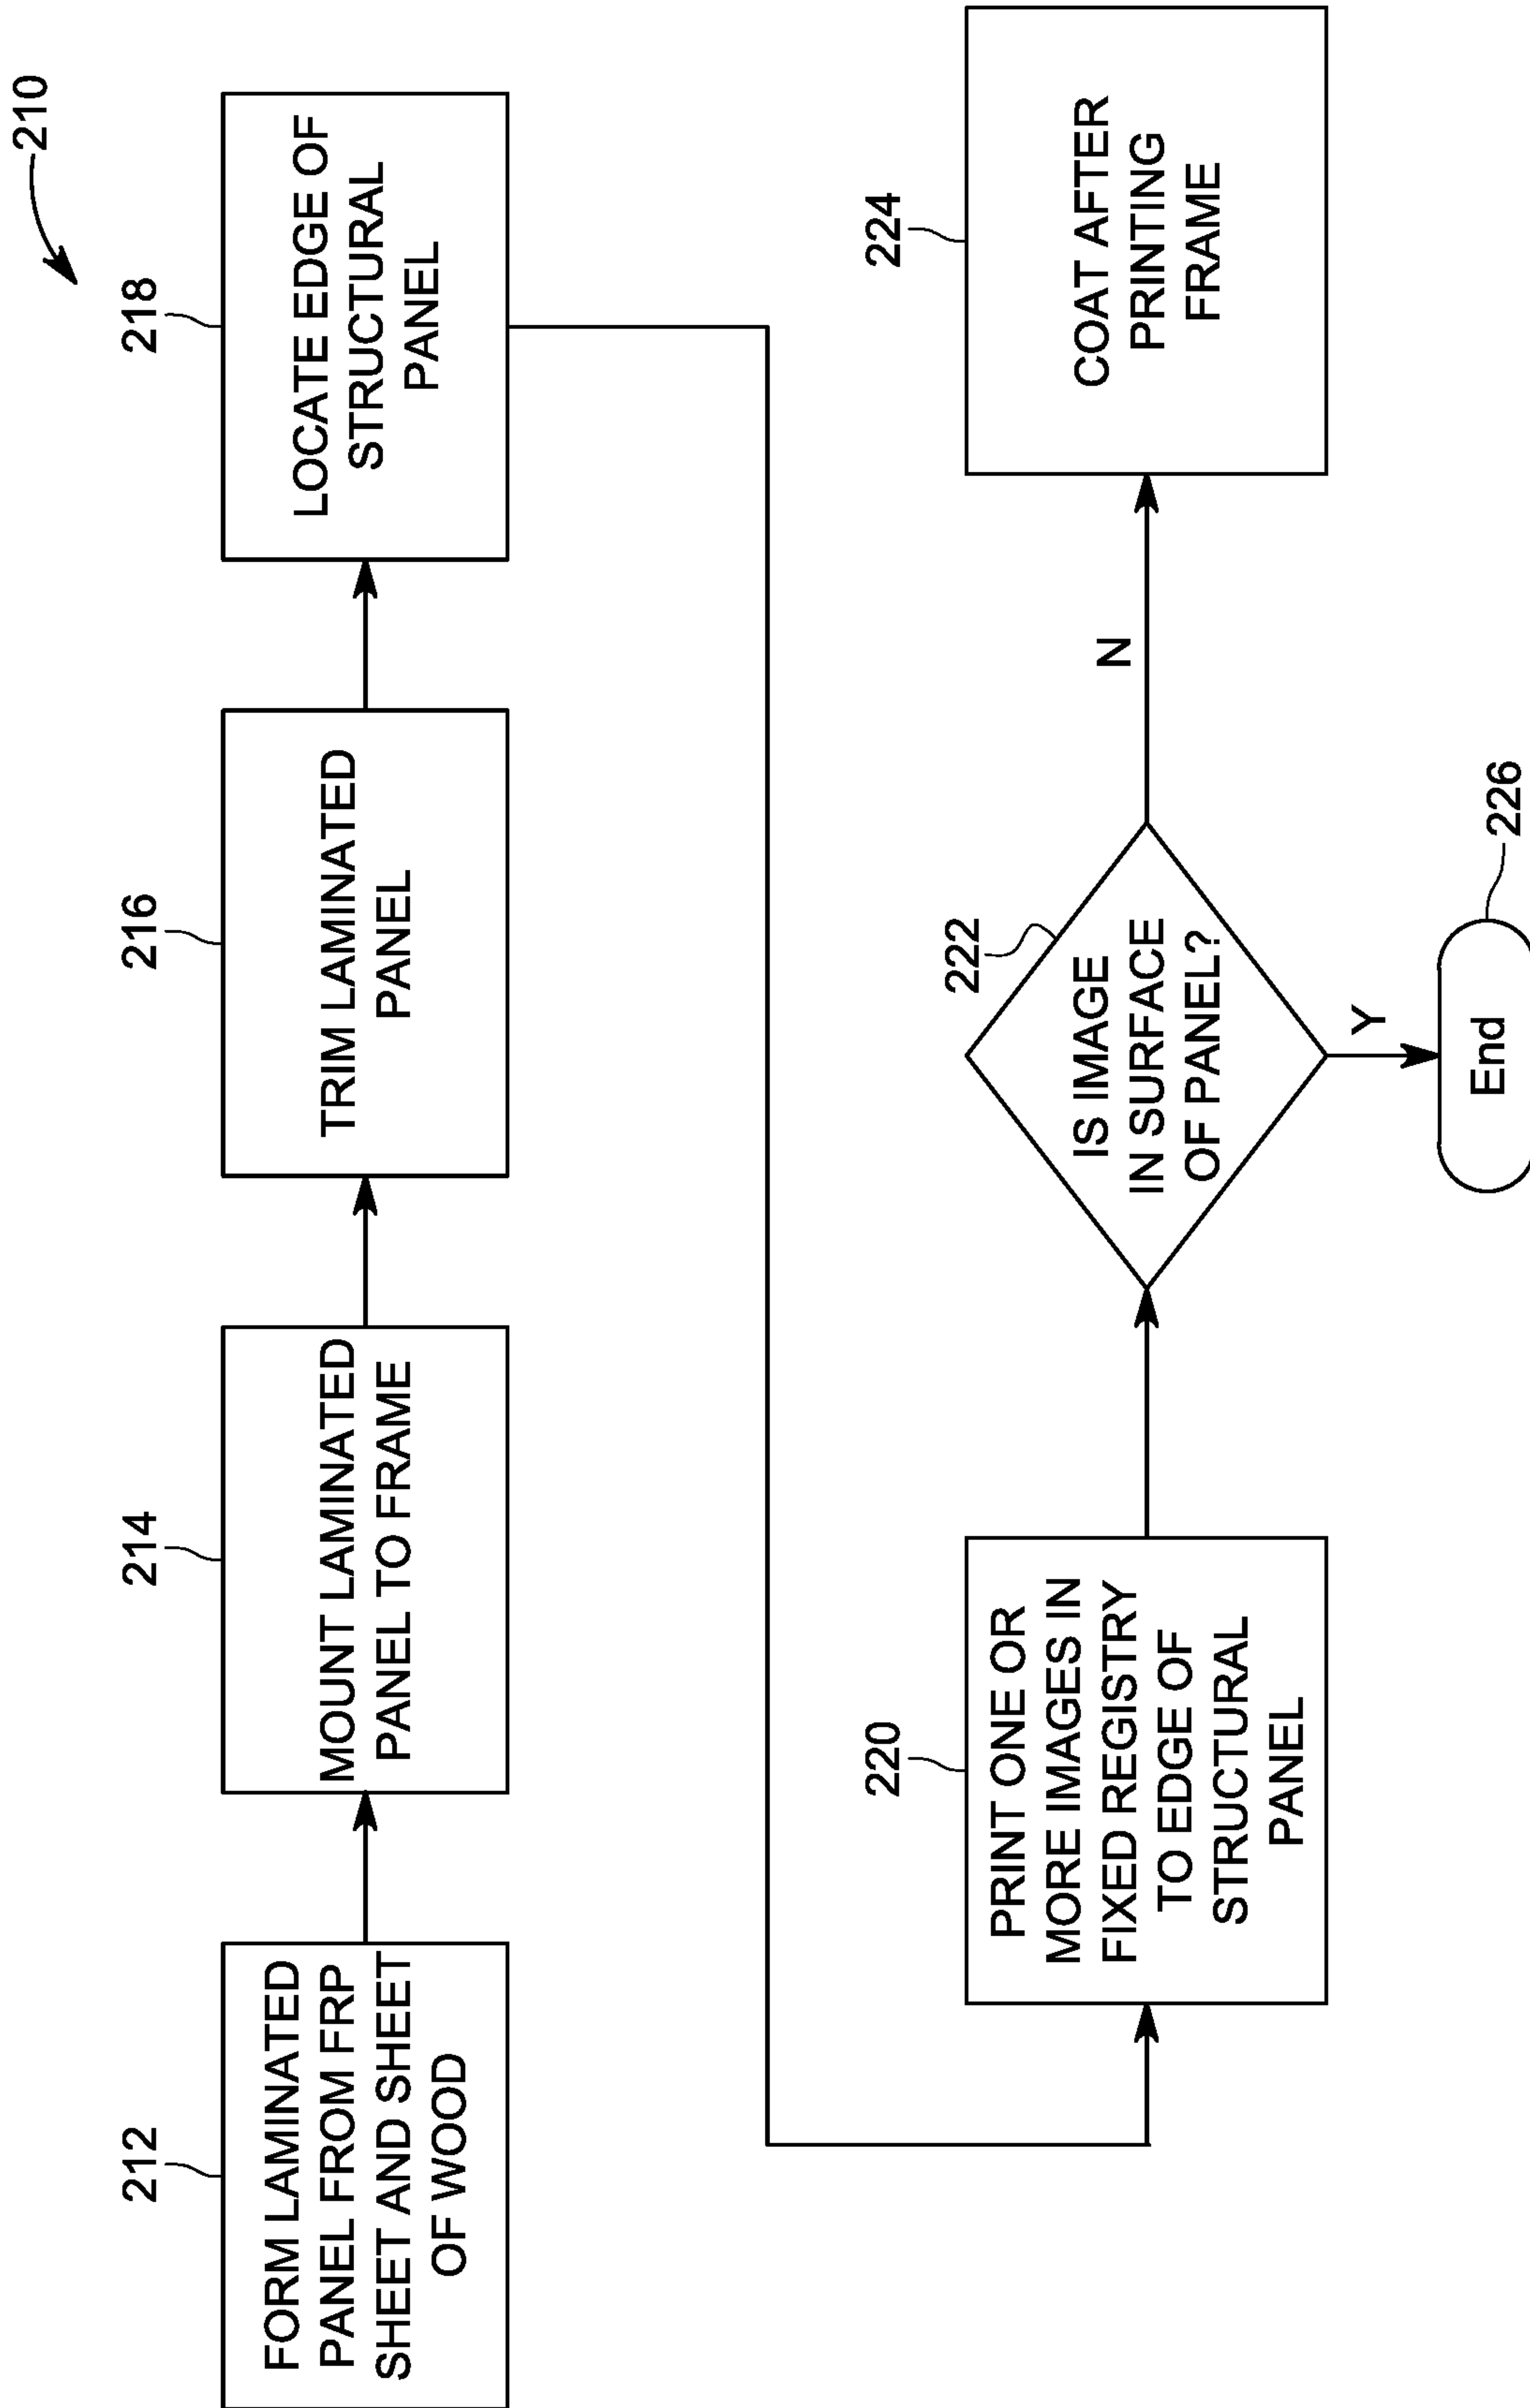 210
212
FORM LAMINATED
PANEL FROM FRP
SHEET AND SHEET
OF WOOD
214
MOUNT LAMINATED
PANEL TO FRAME
216
TRIM LAMINATED
PANEL
218
LOCATE EDGE OF
STRUCTURAL
PANEL
220
PRINT ONE OR
MORE IMAGES IN
FIXED REGISTRY
TO EDGE OF
STRUCTURAL
PANEL
222
IS IMAGE
IN SURFACE
OF PANEL?
N
224
COAT AFTER
PRINTING
FRAME
Y
End
226